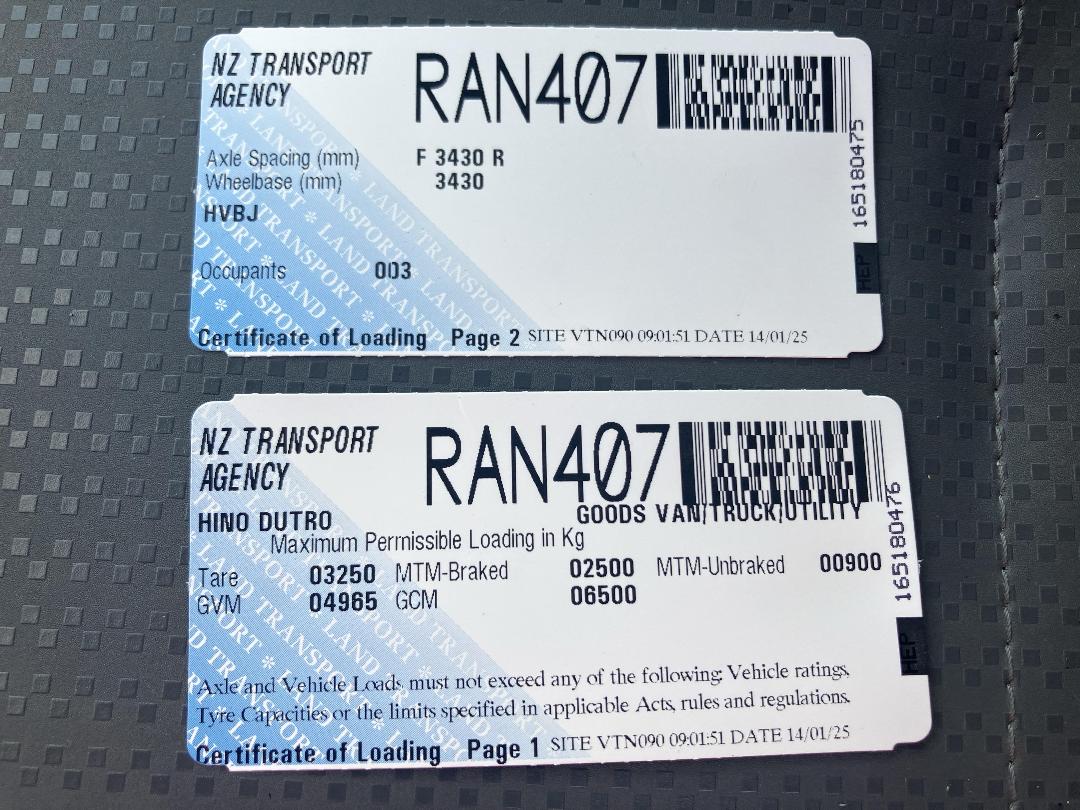 NZ TRANSPORT
AGENCY
RAN407
Axle Spacing (mm) F 3430 R
Wheelbase (mm) 3430
HVBJ
Occupants 003
Certificate of Loading Page 2 SITE VTN090 09:01:51 DATE 14/01/25
165180475
HEP
NZ TRANSPORT
AGENCY
RAN407
HINO DUTRO GOODS VAN/TRUCK/UTILITY
Maximum Permissible Loading in Kg
Tare 03250 MTM-Braked 02500 MTM-Unbraked 00900
GVM 04965 GCM 06500
Axle and Vehicle Loads, must not exceed any of the following: Vehicle ratings,
Tyre Capacities or the limits specified in applicable Acts, rules and regulations.
Certificate of Loading Page 1 SITE VTN090 09:01:51 DATE 14/01/25
165180476
HEP